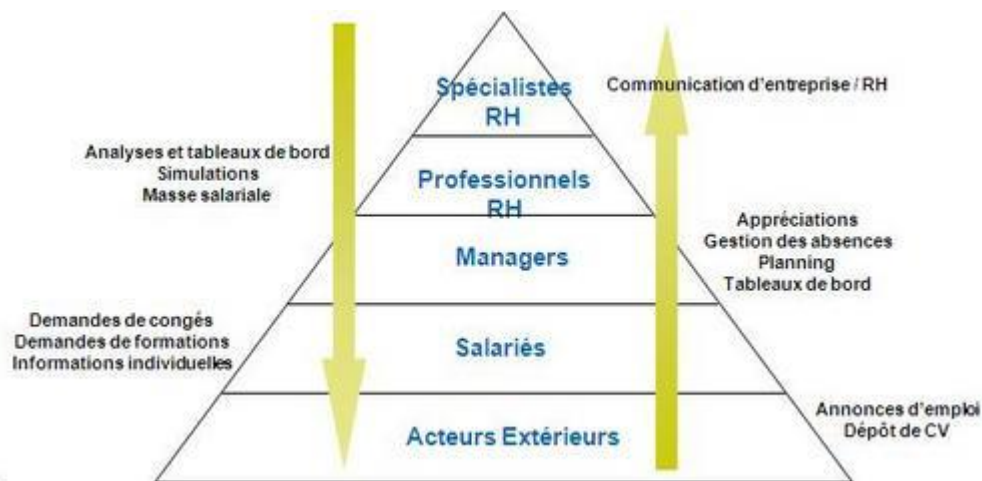 Spécialistes
RH
Communication d'entreprise / RH
Analyses et tableaux de bord
Simulations
Masse salariale
Professionnels
RH
Appréciations
Gestion des absences
Planning
Tableaux de bord
Managers
Demandes de congés
Demandes de formations
Informations individuelles
Salariés
Annonces d'emploi
Dépôt de CV
Acteurs Extérieurs